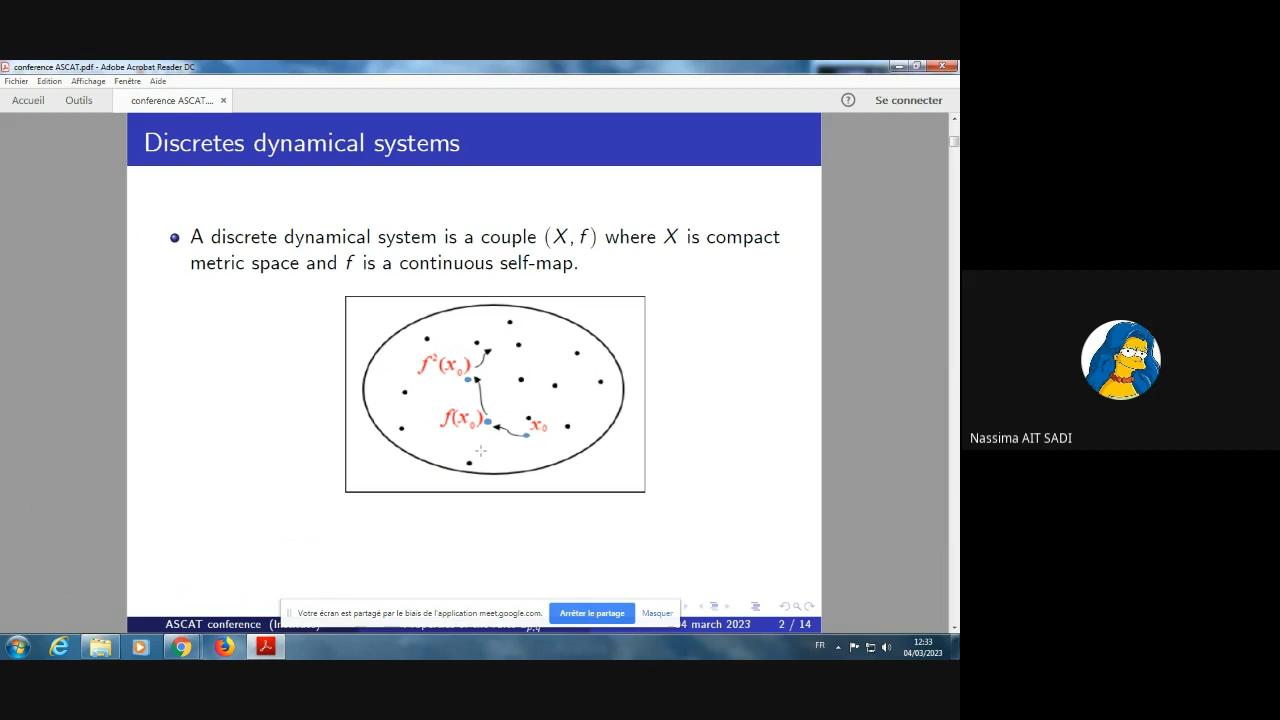 conference ASCAT.pdf - Adobe Acrobat Reader DC
Fichier Edition Affichage Fenêtre Aide
Accueil Outils conference ASCAT.... × ? Se connecter
Discretes dynamical systems
A discrete dynamical system is a couple (X, f) where X is compact
metric space and f is a continuous self-map.
f²(x₀)
f(x₀)
x₀
Nassima AIT SADI
Votre écran est partagé par le biais de l'application meet.google.com. Arrêter le partage Masquer
ASCAT conference 04 march 2023 2 / 14
FR 12:33
04/03/2023